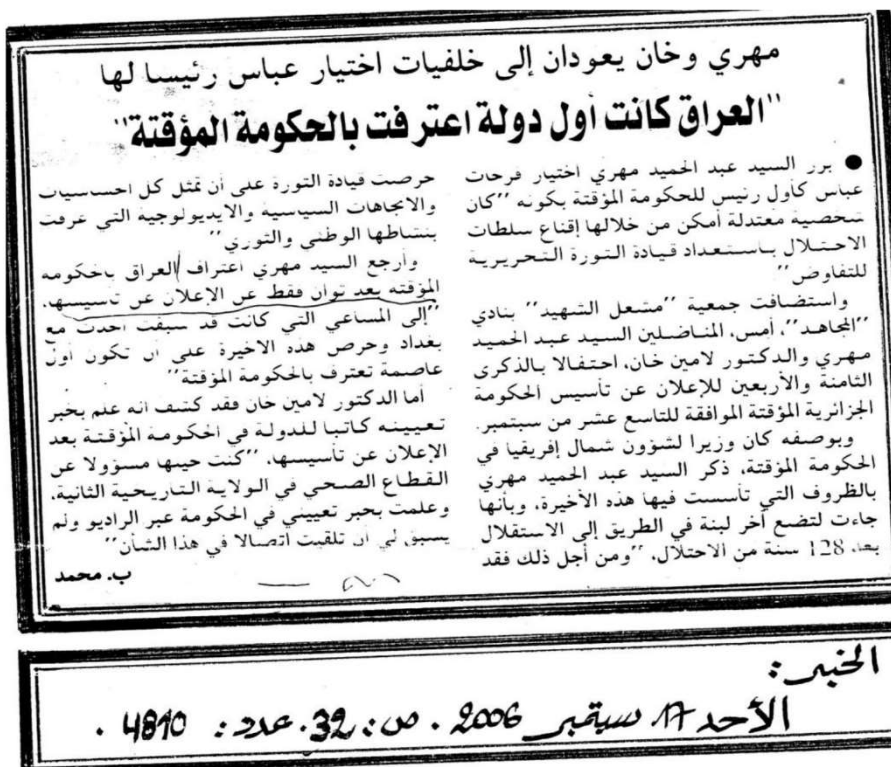 مهري وخان يعودان إلى خلفيات اختيار عباس رئيسا لها
"العراق كانت أول دولة اعترفت بالحكومة المؤقتة"
● برر السيد عبد الحميد مهري اختيار فرحات
عباس كأول رئيس للحكومة المؤقتة بكونه "كان
شخصية معتدلة أمكن من خلالها إقناع سلطات
الاحتلال باستعداد قيادة الثورة التحريرية
للتفاوض"
واستضافت جمعية "مشعل الشهيد" بنادي
"المجاهد"، أمس، المناضلين السيد عبد الحميد
مهري والدكتور لامين خان، احتفالا بالذكرى
الثامنة والأربعين للإعلان عن تأسيس الحكومة
الجزائرية المؤقتة الموافقة للتاسع عشر من سبتمبر.
وبوصفه كان وزيرا لشؤون شمال إفريقيا في
الحكومة المؤقتة، ذكر السيد عبد الحميد مهري
بالظروف التي تأسست فيها هذه الأخيرة، وبأنها
جاءت لتضع آخر لبنة في الطريق إلى الاستقلال
بعد 128 سنة من الاحتلال، "ومن أجل ذلك فقد
حرصت قيادة الثورة على أن تمثل كل احساسيات
والاتجاهات السياسية والايديولوجية التي عرفت
بنشاطها الوطني والثوري"
وأرجع السيد مهري اعتراف العراق باحكومة
المؤقتة بعد ثوان فقط عن الإعلان عن تأسيسها،
"إلى المساعي التي كانت قد سبقت الحدث مع
بغداد وحرص هذه الاخيرة على أن تكون أول
عاصمة تعترف بالحكومة المؤقتة"
أما الدكتور لامين خان فقد كشف انه علم بخبر
تعيينه كاتبا للدولة في الحكومة المؤقتة بعد
الإعلان عن تأسيسها، "كنت حينها مسؤولا عن
القطاع الصحي في الولاية التاريخية الثانية،
وعلمت بخبر تعييني في الحكومة عبر الراديو ولم
يسبق لي أن تلقيت اتصالا في هذا الشأن"
ب. محمد
الخبر:
الأحد 17 سبتمبر 2006 . ص: 32. عدد: 4810 .